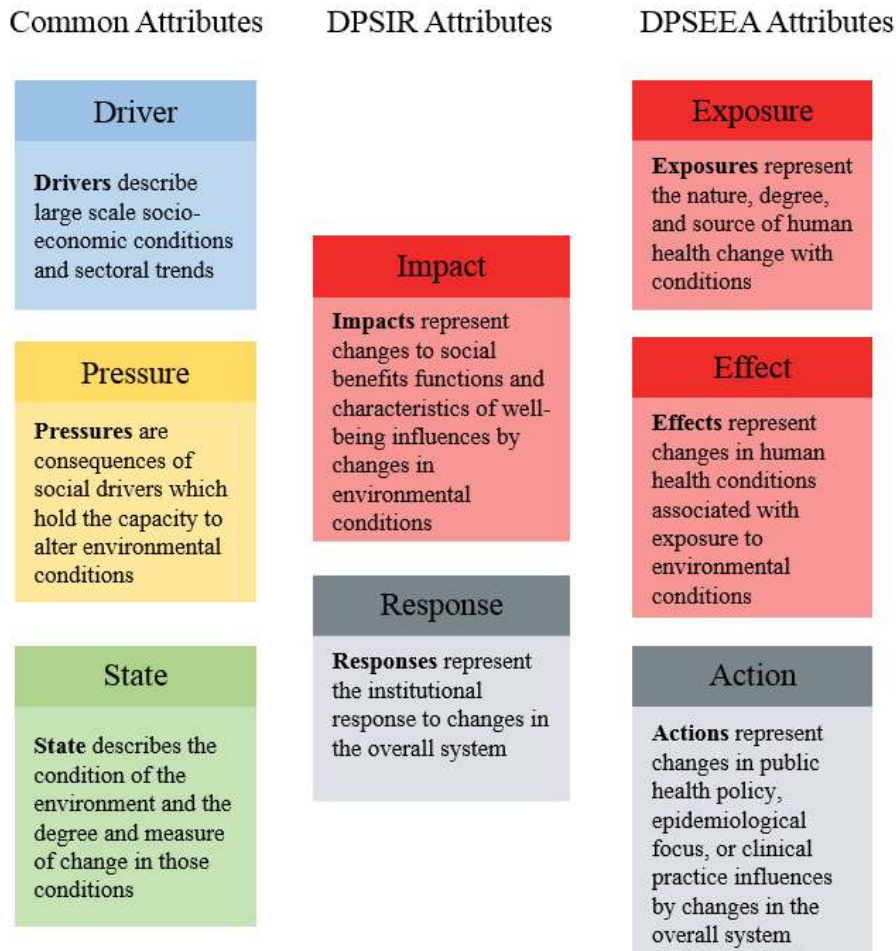 Common Attributes
DPSIR Attributes
DPSEEA Attributes
Driver
Drivers describe
large scale socio-
economic conditions
and sectoral trends
Pressure
Pressures are
consequences of
social drivers which
hold the capacity to
alter environmental
conditions
State
State describes the
condition of the
environment and the
degree and measure
of change in those
conditions
Impact
Impacts represent
changes to social
benefits functions and
characteristics of well-
being influences by
changes in
environmental
conditions
Response
Responses represent
the institutional
response to changes in
the overall system
Exposure
Exposures represent
the nature, degree,
and source of human
health change with
conditions
Effect
Effects represent
changes in human
health conditions
associated with
exposure to
environmental
conditions
Action
Actions represent
changes in public
health policy,
epidemiological
focus, or clinical
practice influences
by changes in the
overall system